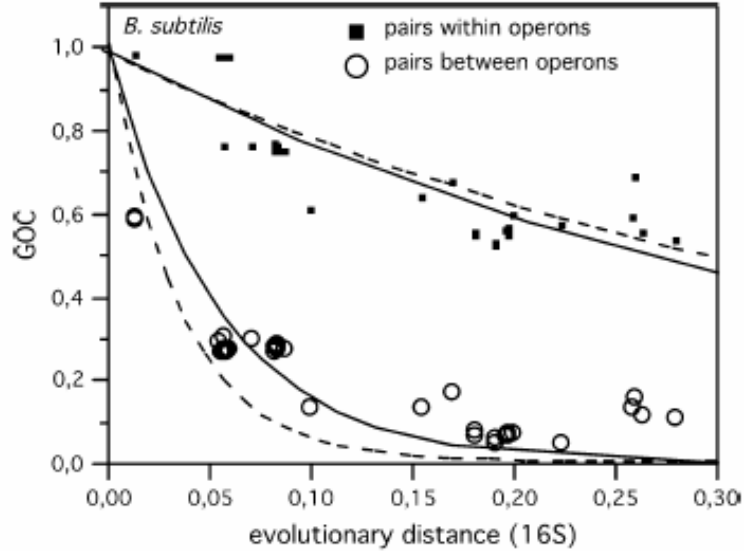 B. subtilis
pairs within operons
pairs between operons
1,0
0,8
0,6
0,4
0,2
0,0
GOC
0,00 0,05 0,10 0,15 0,20 0,25 0,30
evolutionary distance (16S)